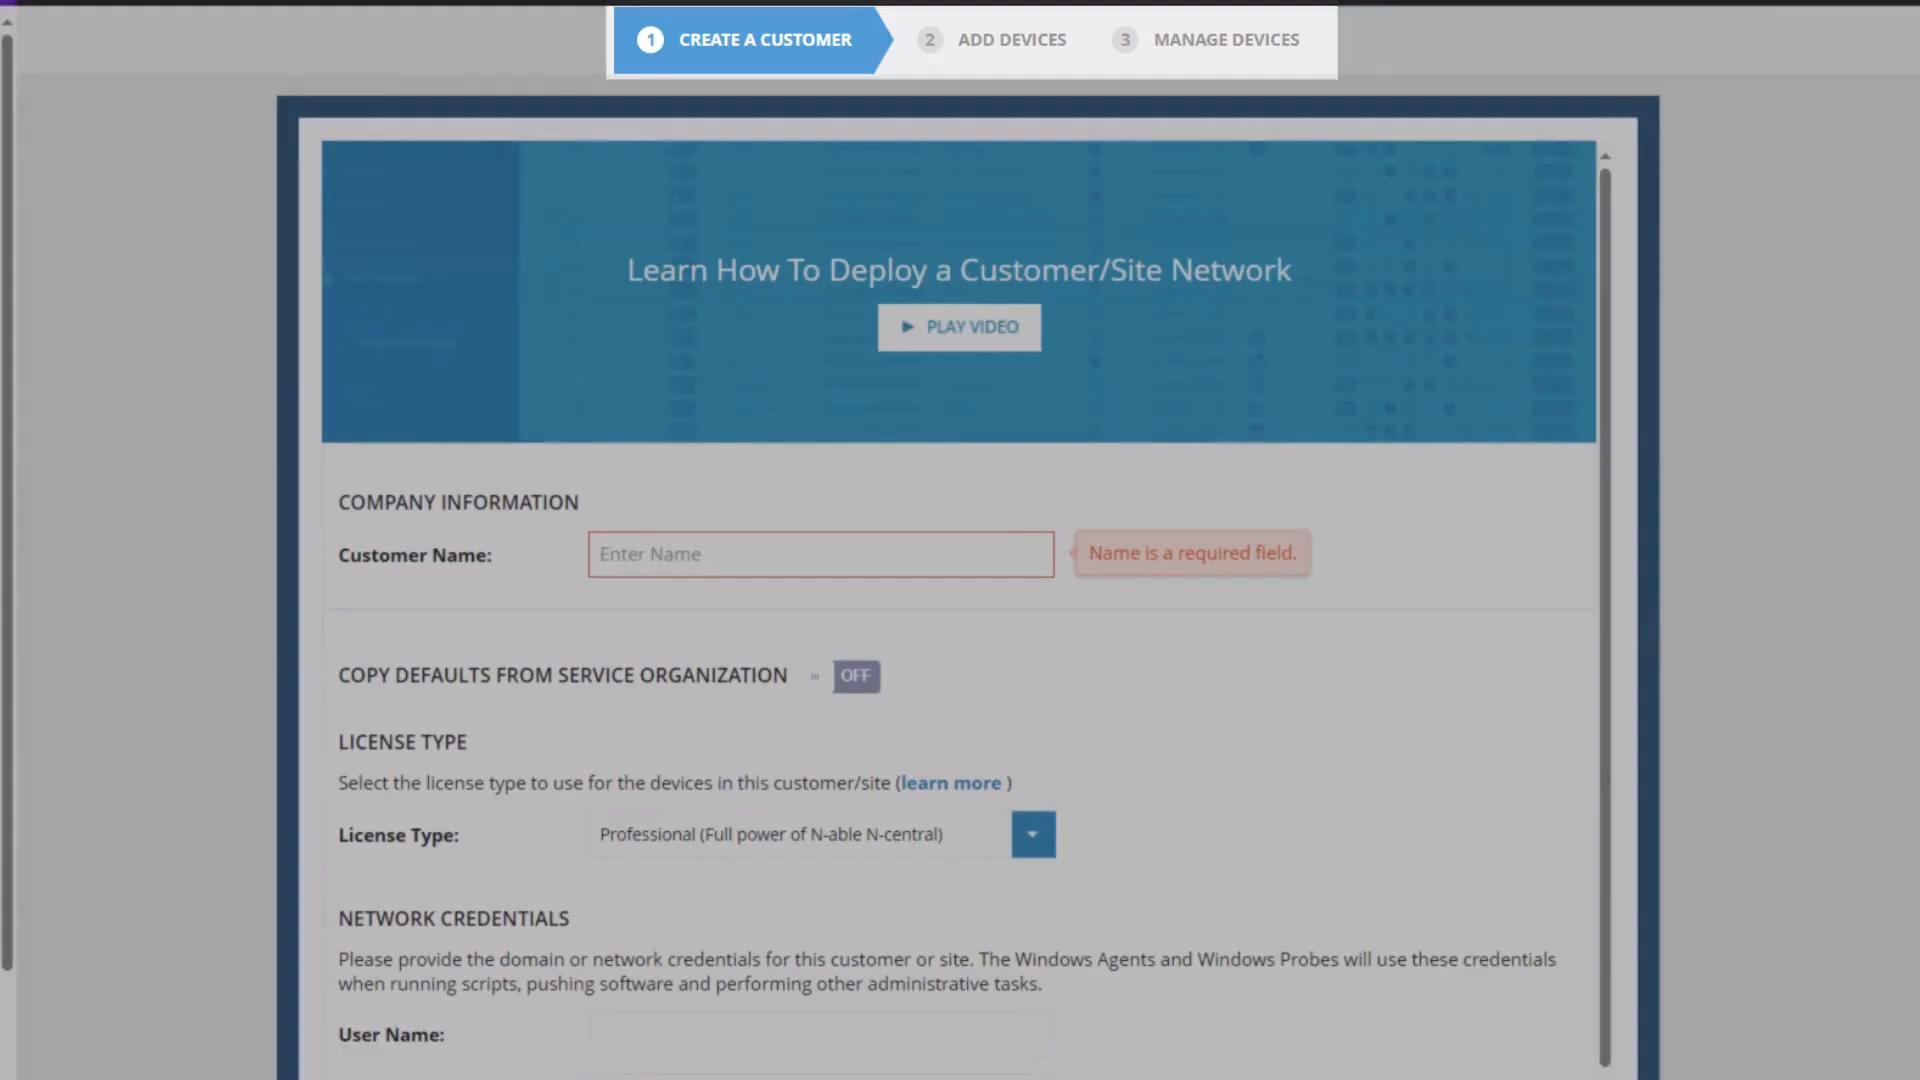 1 CREATE A CUSTOMER 2 ADD DEVICES 3 MANAGE DEVICES
Learn How To Deploy a Customer/Site Network
PLAY VIDEO
COMPANY INFORMATION
Customer Name: Enter Name Name is a required field.
COPY DEFAULTS FROM SERVICE ORGANIZATION OFF
LICENSE TYPE
Select the license type to use for the devices in this customer/site (learn more )
License Type: Professional (Full power of N-able N-central)
NETWORK CREDENTIALS
Please provide the domain or network credentials for this customer or site. The Windows Agents and Windows Probes will use these credentials
when running scripts, pushing software and performing other administrative tasks.
User Name: